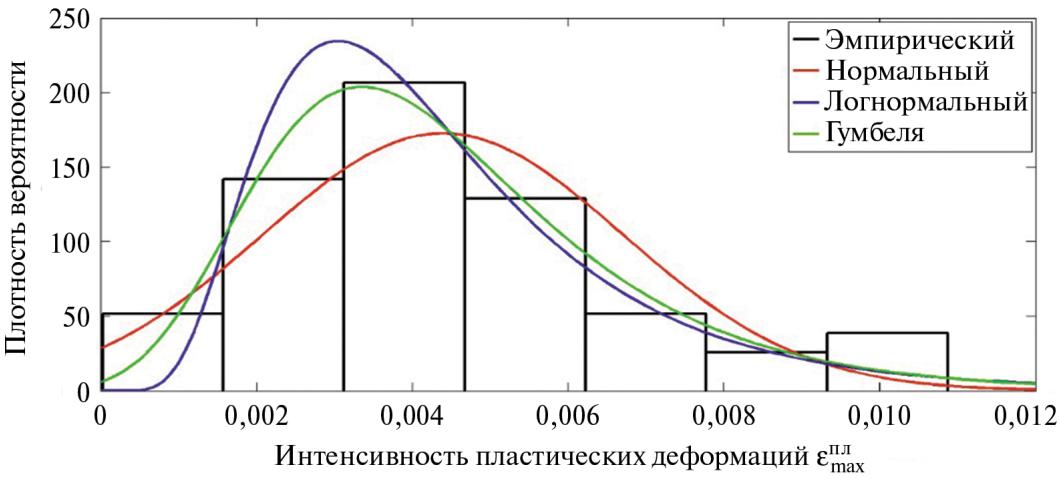 250
200
150
100
50
0
Плотность вероятности
Эмпирический
Нормальный
Логнормальный
Гумбеля
0 0,002 0,004 0,006 0,008 0,010 0,012
Интенсивность пластических деформаций ε^пл_max